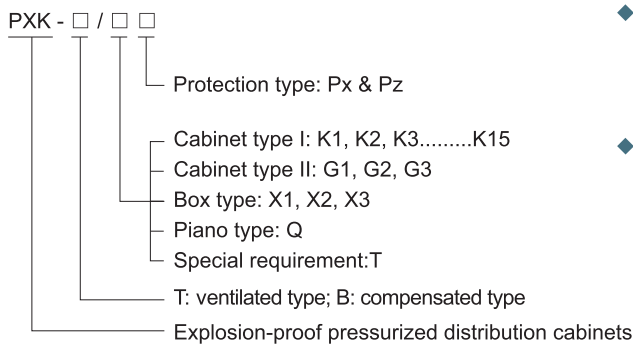 PXK - □ / □ □
Protection type: Px & Pz
Cabinet type I: K1, K2, K3.........K15
Cabinet type II: G1, G2, G3
Box type: X1, X2, X3
Piano type: Q
Special requirement:T
T: ventilated type; B: compensated type
Explosion-proof pressurized distribution cabinets